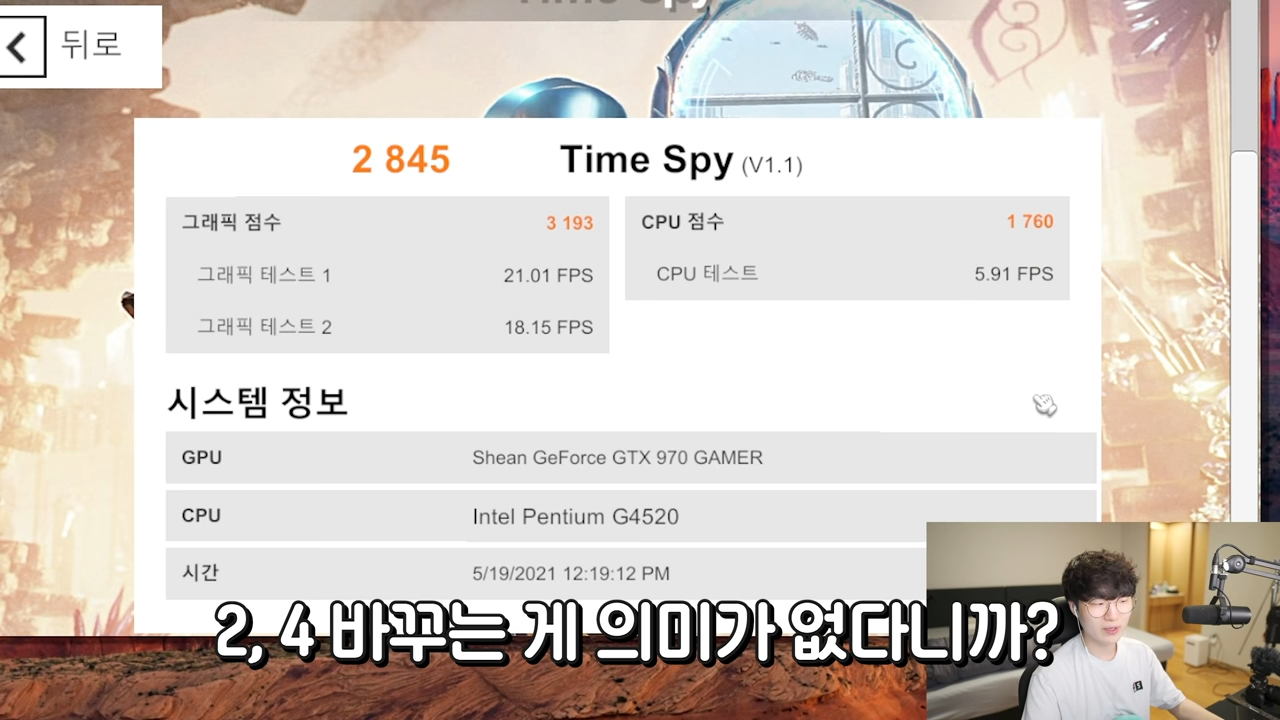 Time Spy
뒤로
2 845
Time Spy (V1.1)
그래픽 점수 3 193
그래픽 테스트 1 21.01 FPS
그래픽 테스트 2 18.15 FPS
CPU 점수 1 760
CPU 테스트 5.91 FPS
시스템 정보
GPU Shean GeForce GTX 970 GAMER
CPU Intel Pentium G4520
시간 5/19/2021 12:19:12 PM
2, 4 바꾸는 게 의미가 없다니까?